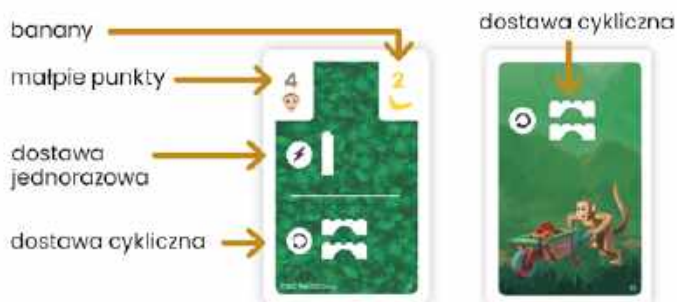 banany
małpie punkty
dostawa
jednorazowa
dostawa cykliczna
4
2
dostawa cykliczna